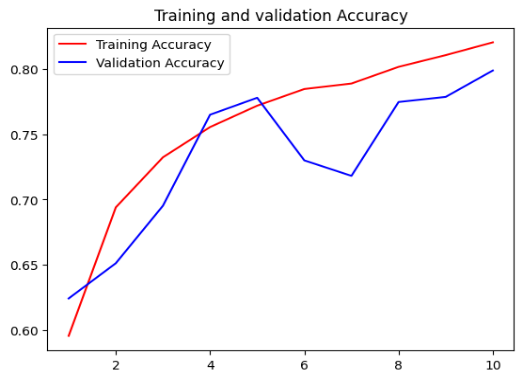 Training and validation Accuracy
Training Accuracy
Validation Accuracy
0.80
0.75
0.70
0.65
0.60
2 4 6 8 10